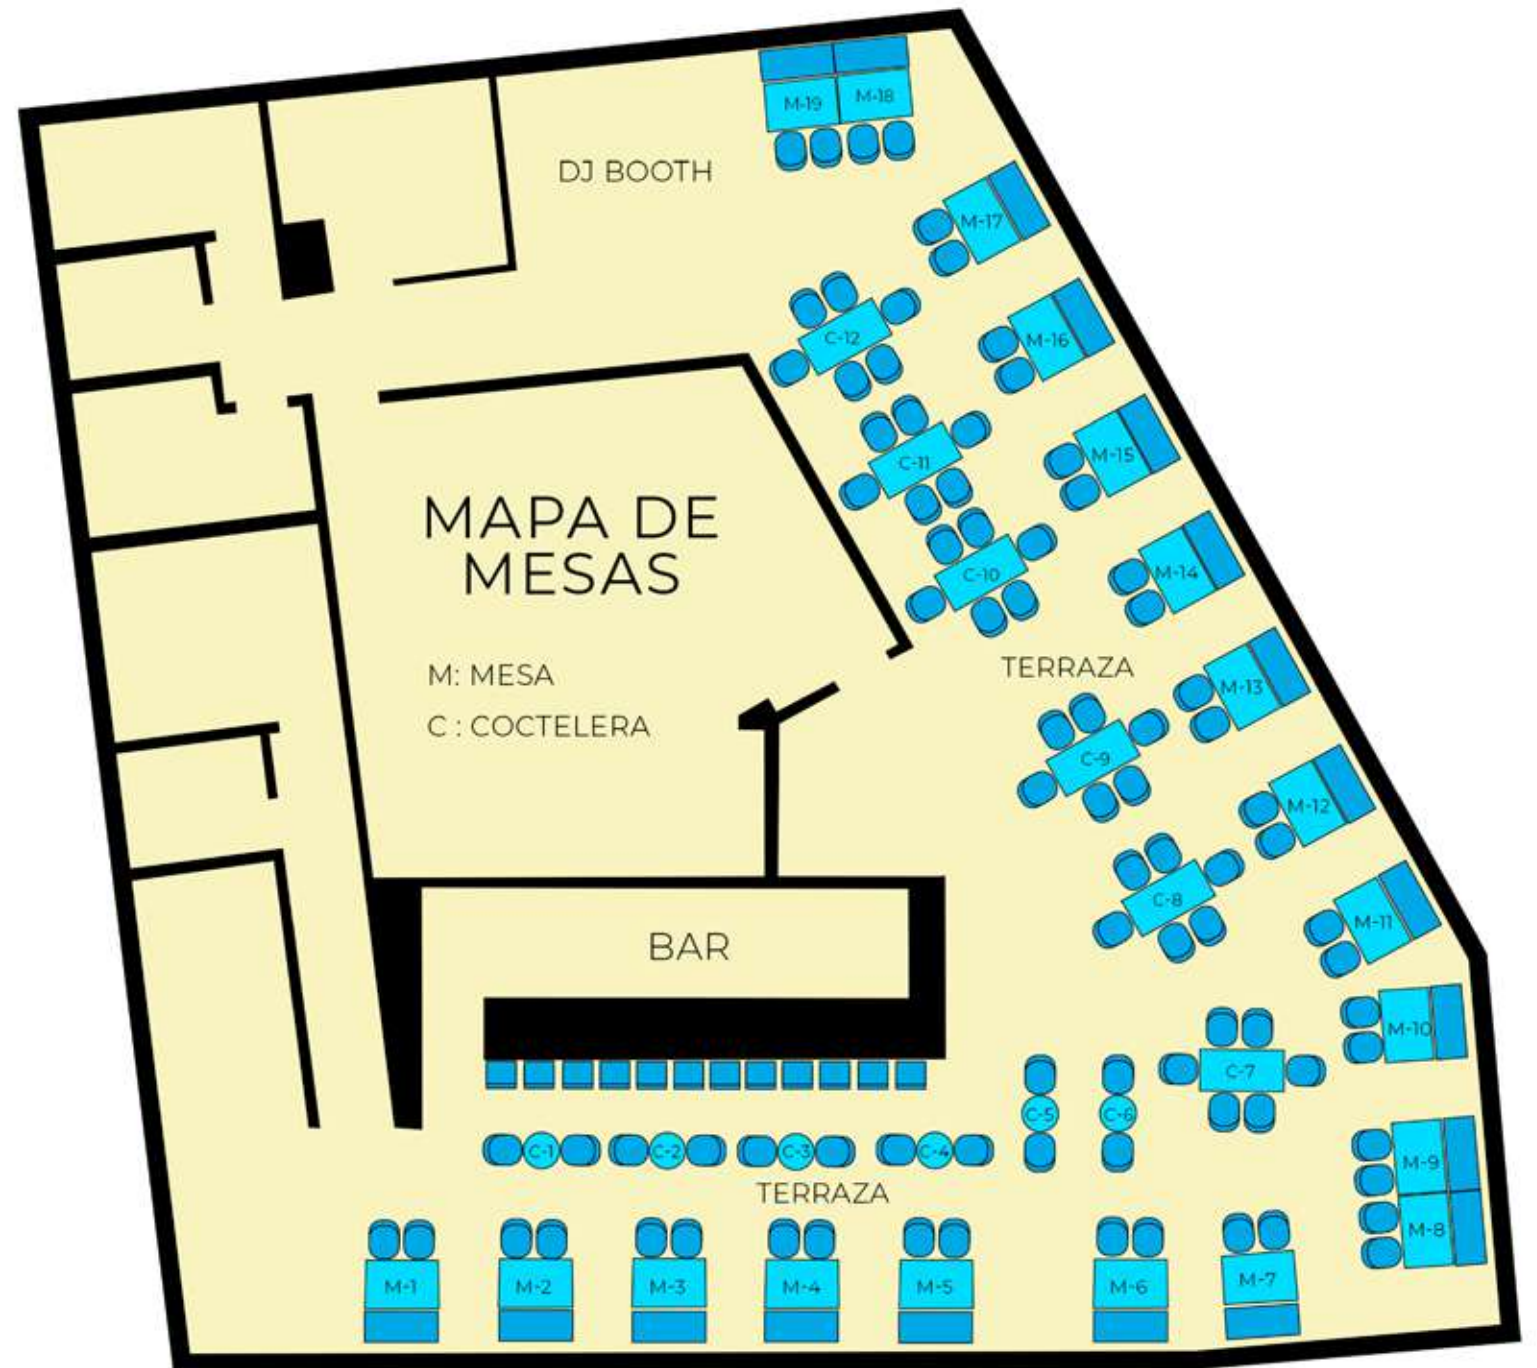 M-19
M-18
DJ BOOTH
M-17
C-12
M-16
C-11
M-15
MAPA DE
MESAS
C-10
M-14
M: MESA
C : COCTELERA
TERRAZA
M-13
C-9
M-12
C-8
M-11
BAR
M-10
C-7
C-5
C-6
C-1
C-2
C-3
C-4
M-9
TERRAZA
M-8
M-1
M-2
M-3
M-4
M-5
M-6
M-7